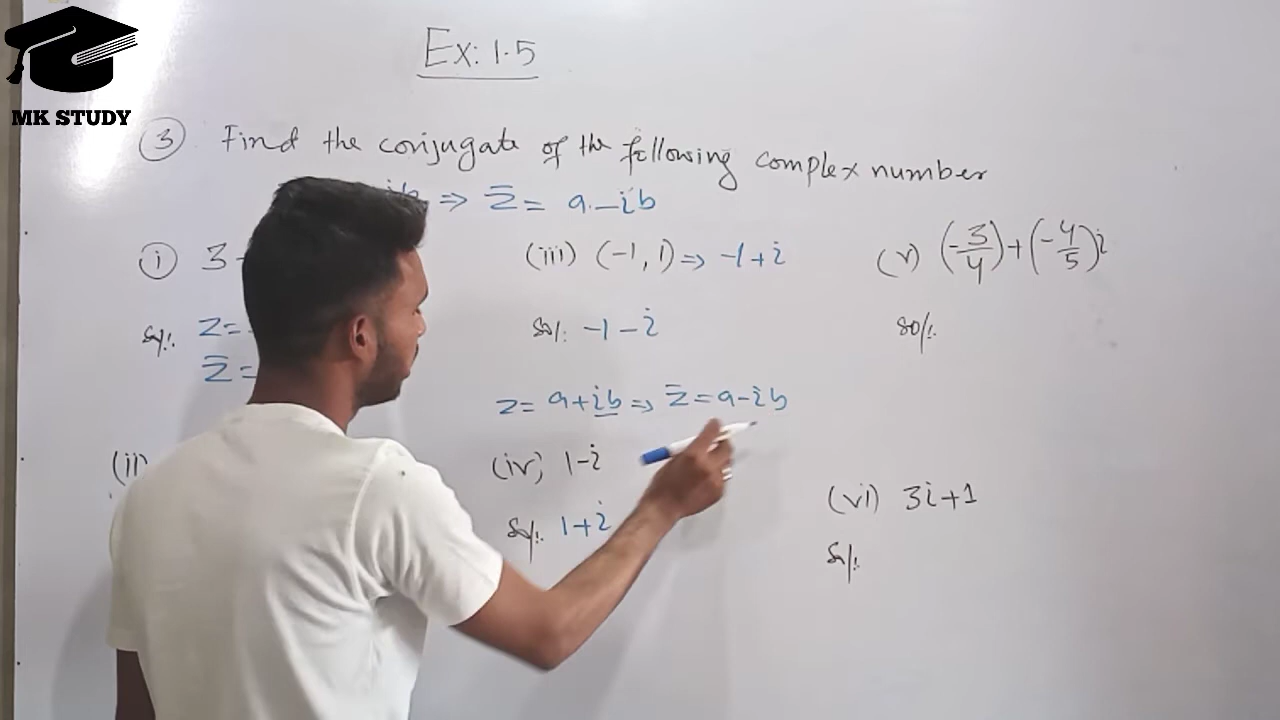 MK STUDY
Ex: 1.5
(3) Find the conjugate of the following complex number
⇒ z̄ = a - ib
(i) 3
(iii) (-1, 1) ⇒ -1 + i
(v) (-3/4) + (-4/5)i
Sol: z =
z̄ =
Sol: -1 - i
Sol:
z = a + ib ⇒ z̄ = a - ib
(ii)
(iv) 1 - i
Sol: 1 + i
(vi) 3i + 1
Sol: